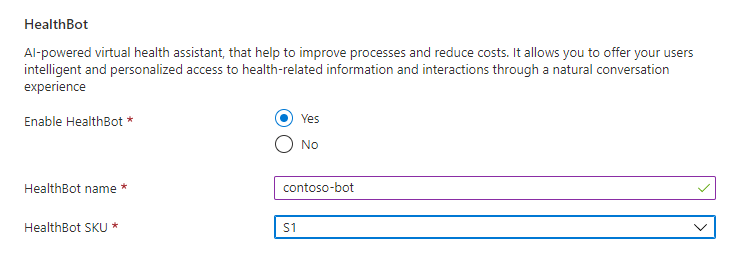 HealthBot
AI-powered virtual health assistant, that help to improve processes and reduce costs. It allows you to offer your users
intelligent and personalized access to health-related information and interactions through a natural conversation
experience
Enable HealthBot *
Yes
No
HealthBot name *
contoso-bot
HealthBot SKU *
S1